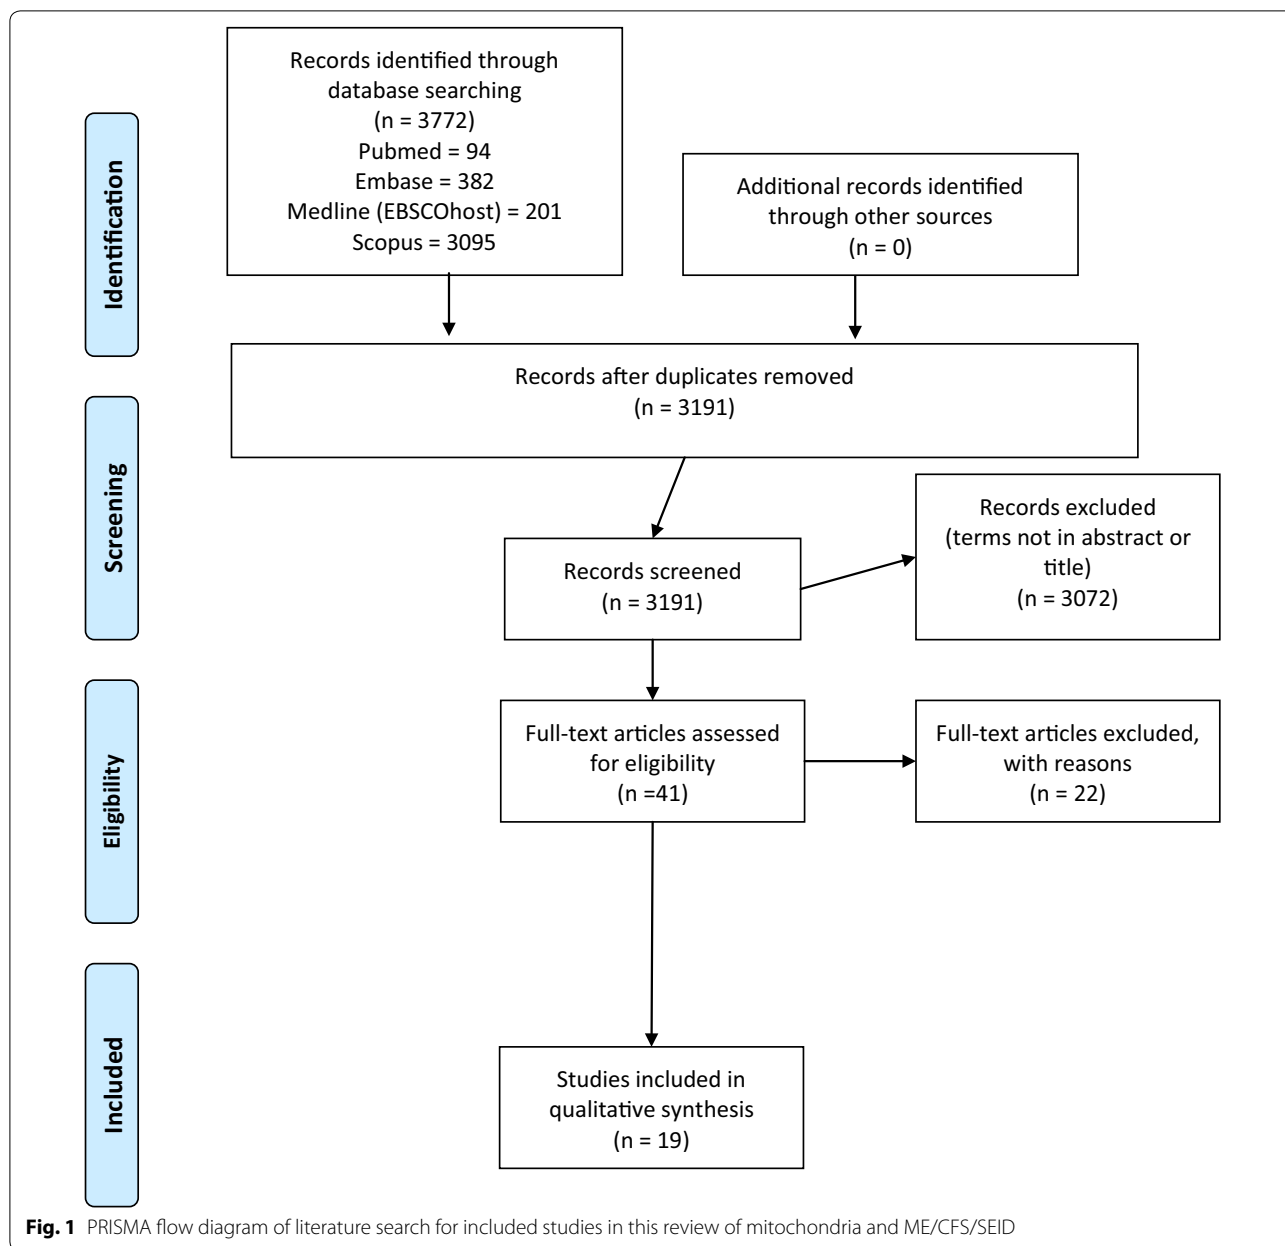 Records identified through
database searching
(n = 3772)
Pubmed = 94
Embase = 382
Medline (EBSCOhost) = 201
Scopus = 3095
Additional records identified
through other sources
(n = 0)
Identification
Records after duplicates removed
(n = 3191)
Screening
Records screened
(n = 3191)
Records excluded
(terms not in abstract or
title)
(n = 3072)
Eligibility
Full-text articles assessed
for eligibility
(n =41)
Full-text articles excluded,
with reasons
(n = 22)
Included
Studies included in
qualitative synthesis
(n = 19)
Fig. 1 PRISMA flow diagram of literature search for included studies in this review of mitochondria and ME/CFS/SEID